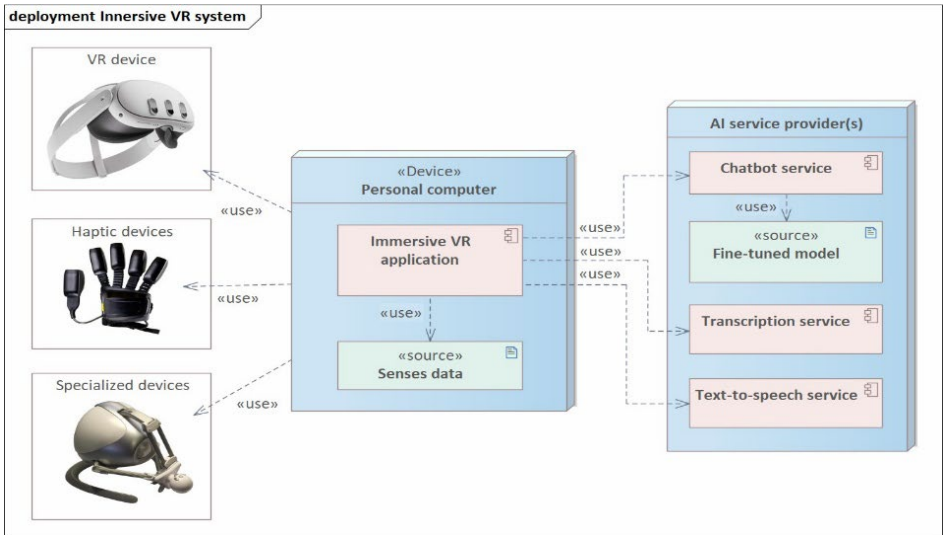 deployment Innersive VR system
VR device
Haptic devices
Specialized devices
«use»
«use»
«use»
«Device»
Personal computer
Immersive VR
application
«use»
«source»
Senses data
«use»
«use»
«use»
AI service provider(s)
Chatbot service
«use»
«source»
Fine-tuned model
Transcription service
Text-to-speech service